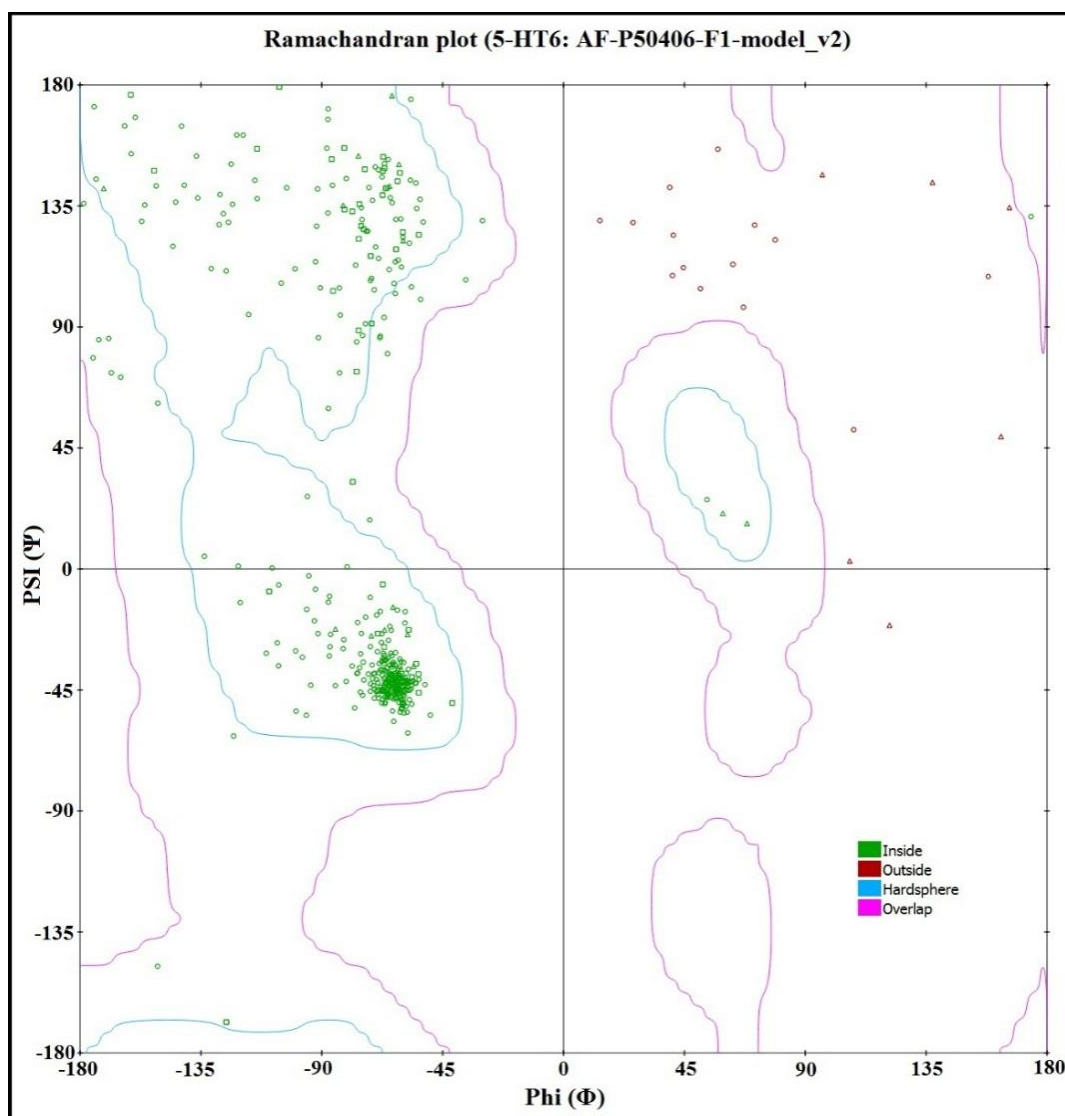 Ramachandran plot (5-HT6: AF-P50406-F1-model_v2)
180
135
90
45
0
-45
-90
-135
-180
PSI (Ψ)
Inside
Outside
Hardsphere
Overlap
-180
-135
-90
-45
0
45
90
135
180
Phi (Φ)